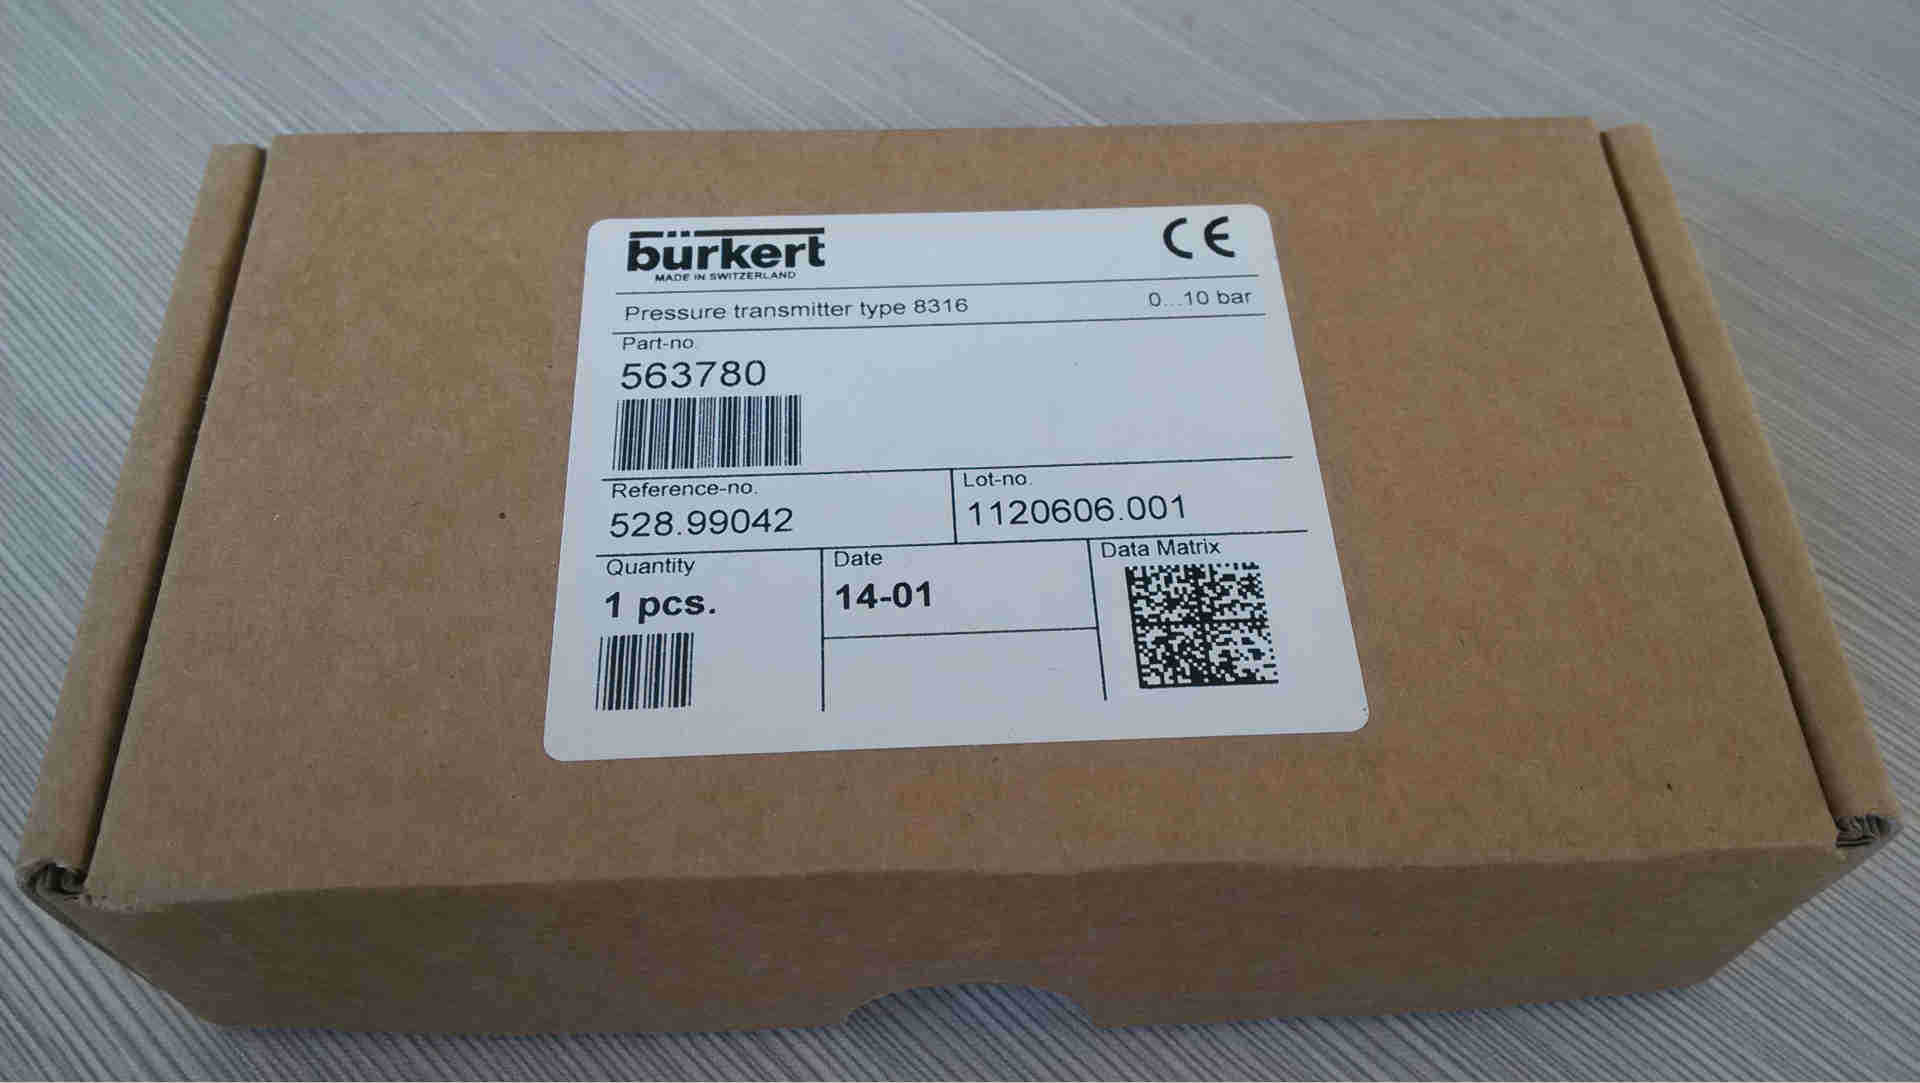 bürkert
MADE IN SWITZERLAND
CE
Pressure transmitter type 8316 0...10 bar
Part-no.
563780
Reference-no.
528.99042
Lot-no.
1120606.001
Quantity
1 pcs.
Date
14-01
Data Matrix